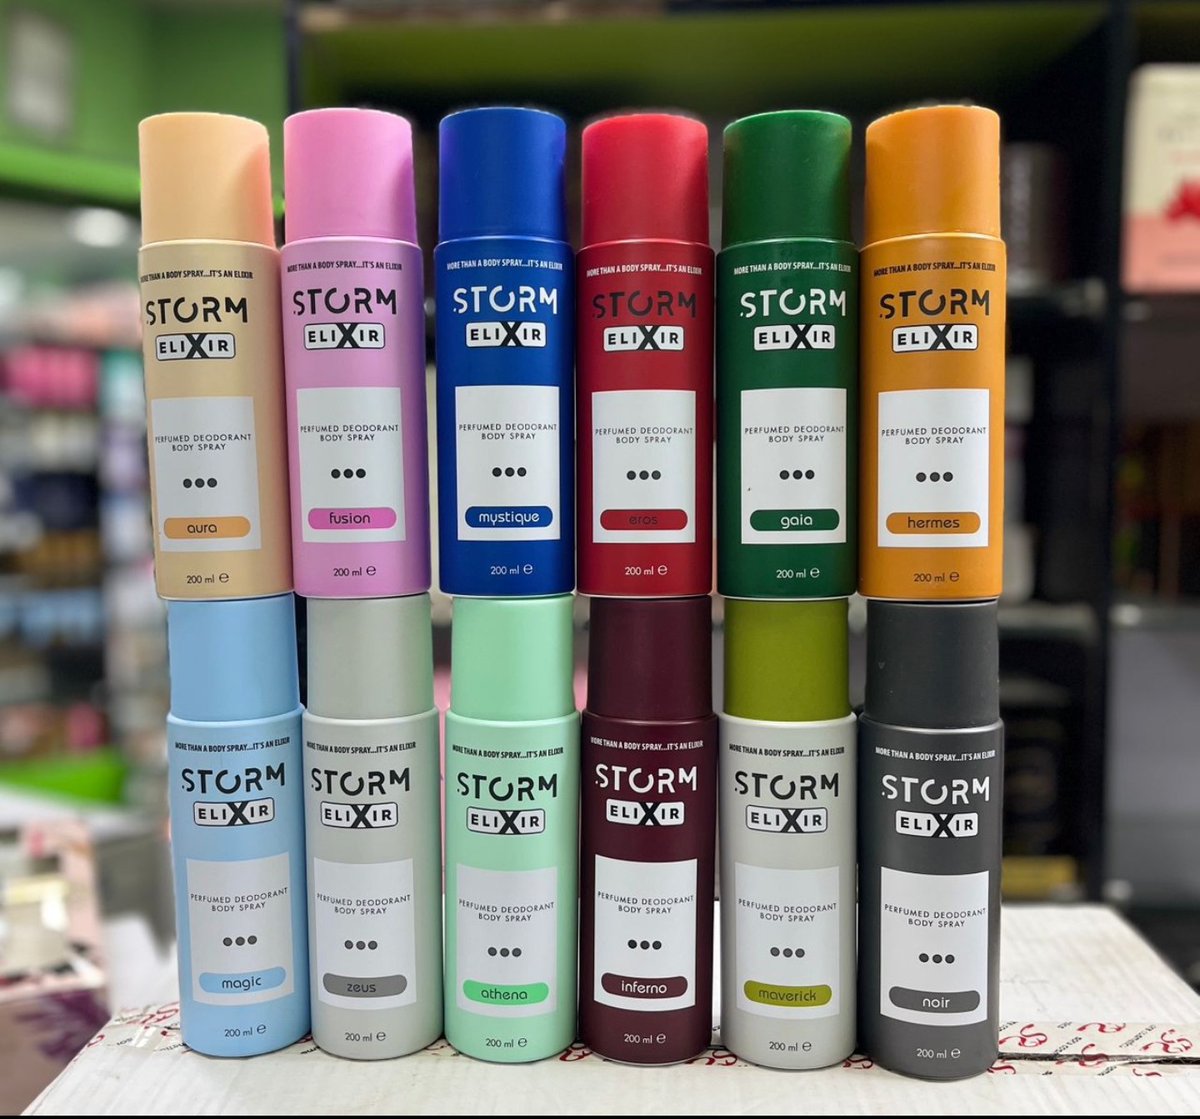 MORE THAN A BODY SPRAY...IT'S AN ELIXIR
STORM
ELIXIR
PERFUMED DEODORANT
BODY SPRAY
aura
200 ml ℮
MORE THAN A BODY SPRAY...IT'S AN ELIXIR
STORM
ELIXIR
PERFUMED DEODORANT
BODY SPRAY
fusion
200 ml ℮
MORE THAN A BODY SPRAY...IT'S AN ELIXIR
STORM
ELIXIR
PERFUMED DEODORANT
BODY SPRAY
mystique
200 ml ℮
MORE THAN A BODY SPRAY...IT'S AN ELIXIR
STORM
ELIXIR
PERFUMED DEODORANT
BODY SPRAY
eros
200 ml ℮
MORE THAN A BODY SPRAY...IT'S AN ELIXIR
STORM
ELIXIR
PERFUMED DEODORANT
BODY SPRAY
gaia
200 ml ℮
MORE THAN A BODY SPRAY...IT'S AN ELIXIR
STORM
ELIXIR
PERFUMED DEODORANT
BODY SPRAY
hermes
200 ml ℮
MORE THAN A BODY SPRAY...IT'S AN ELIXIR
STORM
ELIXIR
PERFUMED DEODORANT
BODY SPRAY
magic
200 ml ℮
MORE THAN A BODY SPRAY...IT'S AN ELIXIR
STORM
ELIXIR
PERFUMED DEODORANT
BODY SPRAY
zeus
200 ml ℮
MORE THAN A BODY SPRAY...IT'S AN ELIXIR
STORM
ELIXIR
PERFUMED DEODORANT
BODY SPRAY
athena
200 ml ℮
MORE THAN A BODY SPRAY...IT'S AN ELIXIR
STORM
ELIXIR
PERFUMED DEODORANT
BODY SPRAY
inferno
200 ml ℮
MORE THAN A BODY SPRAY...IT'S AN ELIXIR
STORM
ELIXIR
PERFUMED DEODORANT
BODY SPRAY
maverick
200 ml ℮
MORE THAN A BODY SPRAY...IT'S AN ELIXIR
STORM
ELIXIR
PERFUMED DEODORANT
BODY SPRAY
noir
200 ml ℮